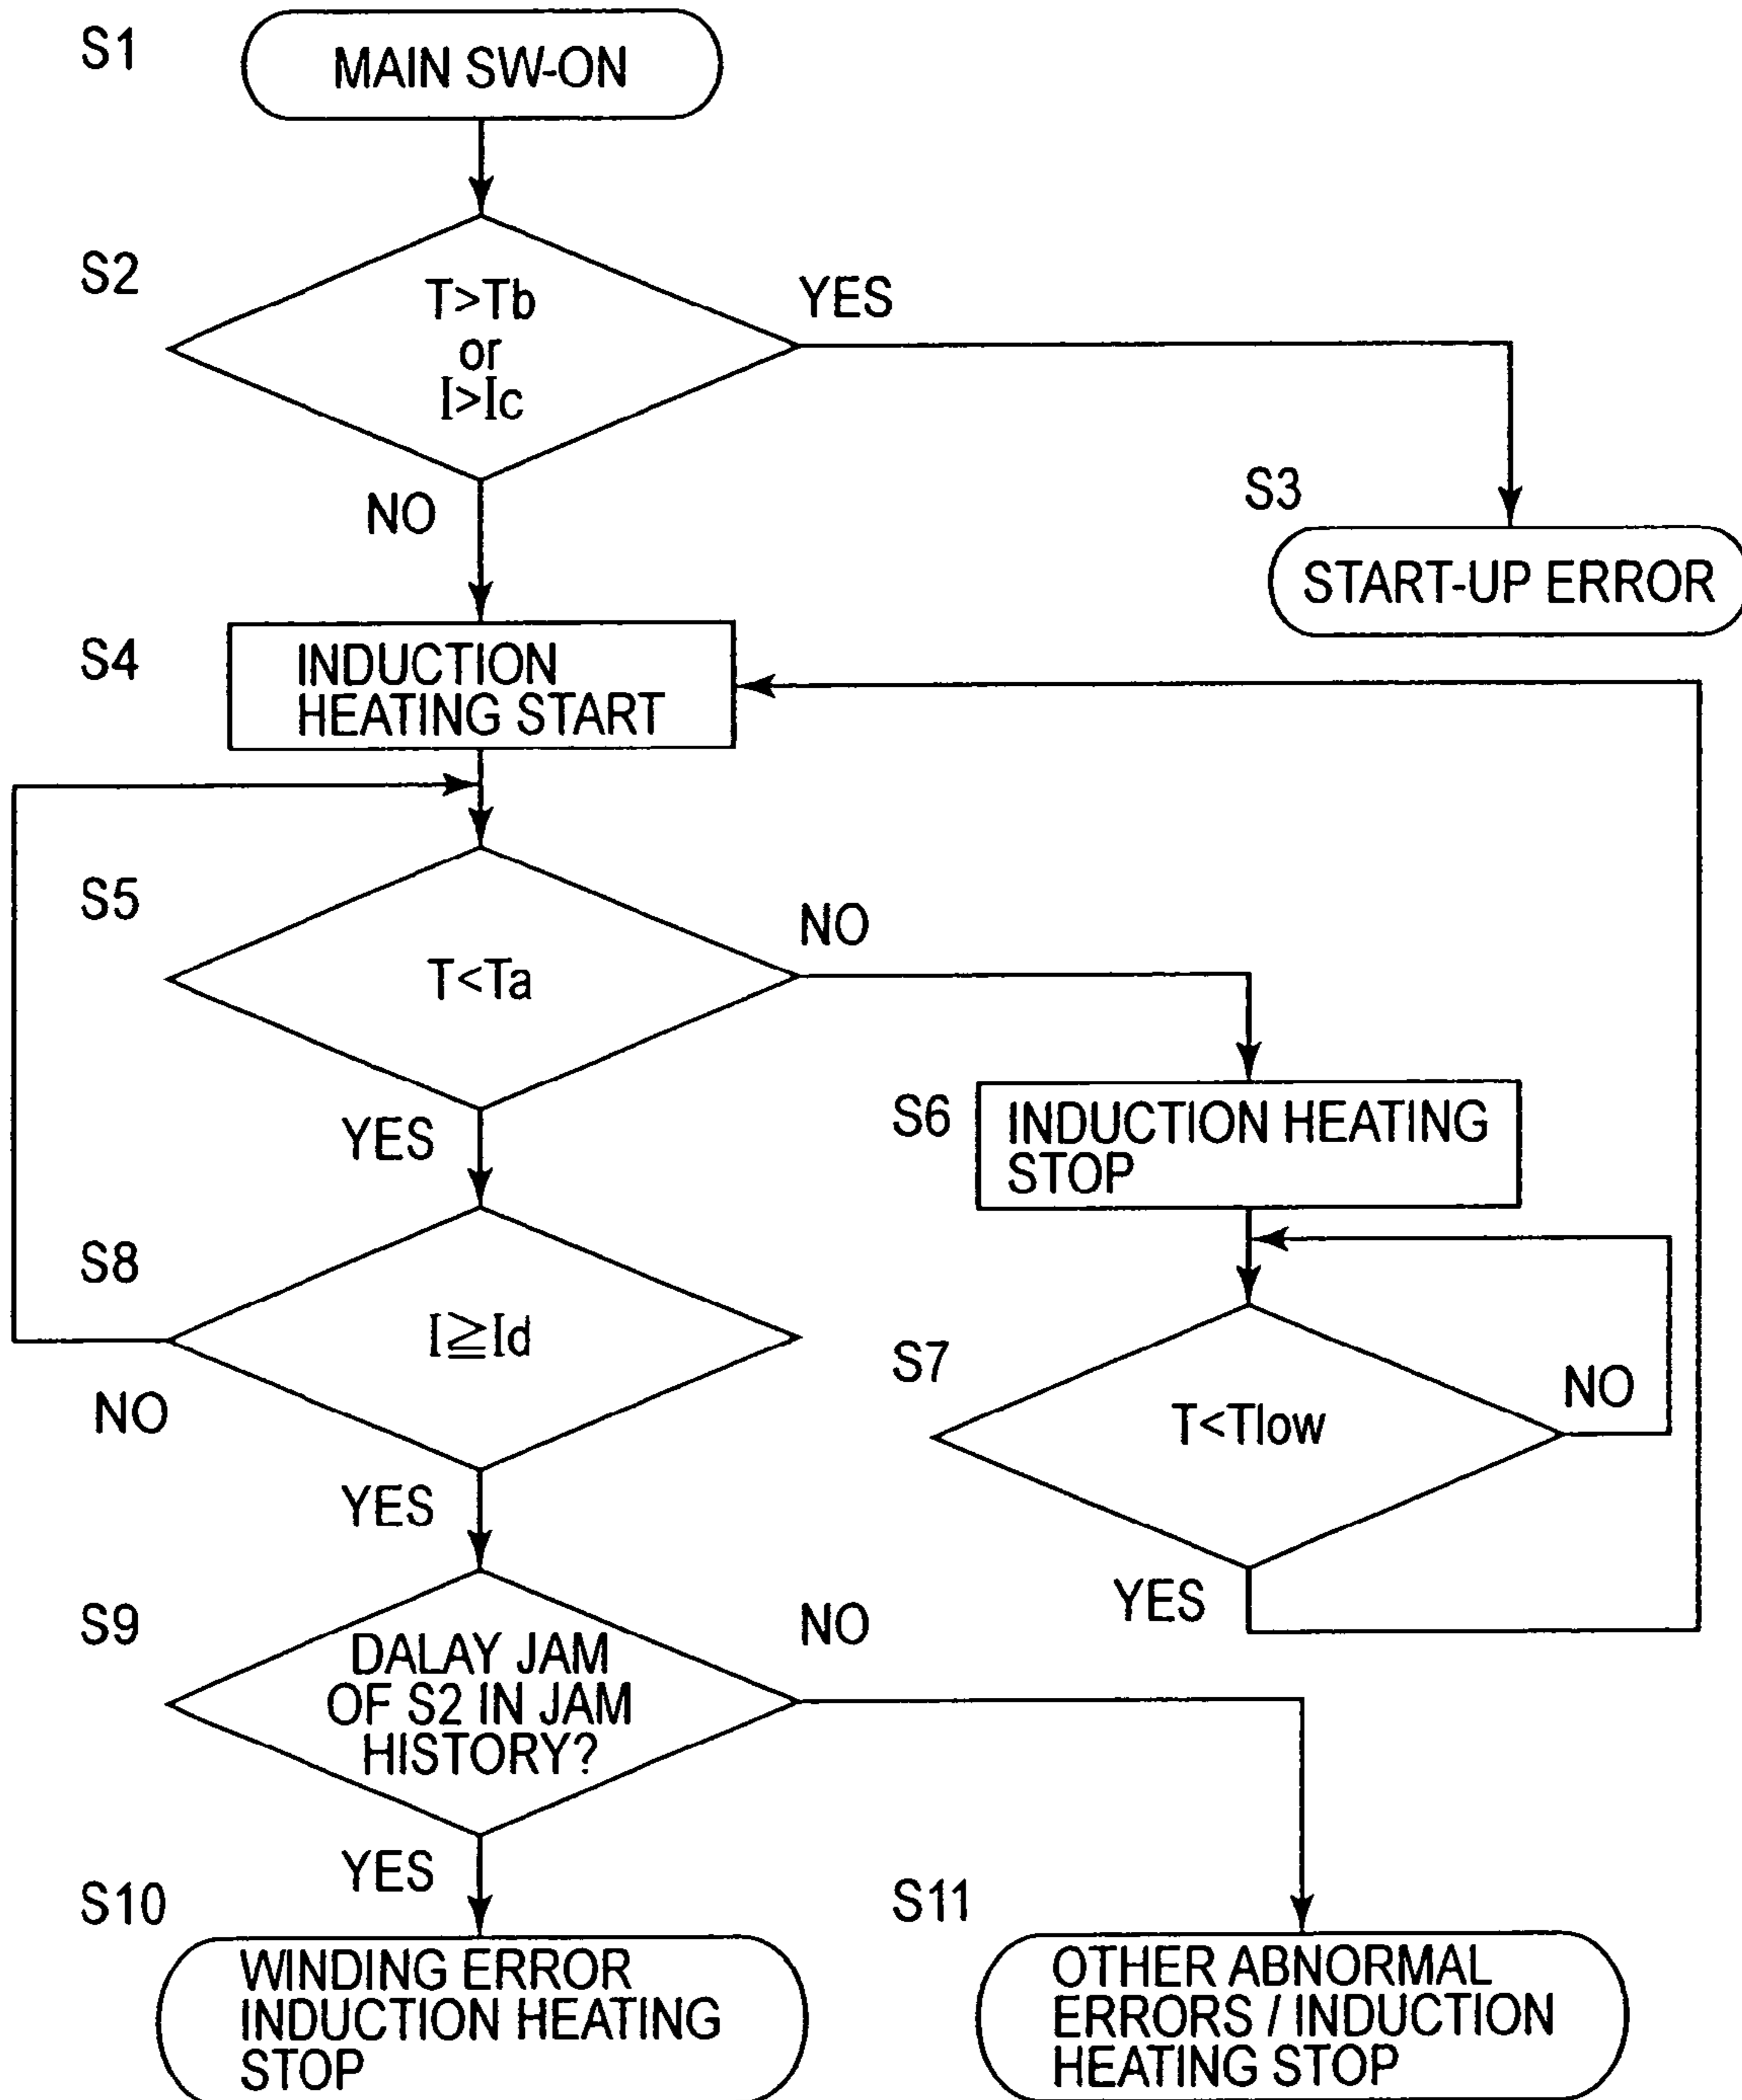 S1
MAIN SW-ON
S2
T>Tb
or
I>Ic
YES
NO
S3
START-UP ERROR
S4
INDUCTION
HEATING START
S5
T<Ta
NO
YES
S6
INDUCTION HEATING
STOP
S8
I≧Id
NO
YES
S7
T<Tlow
NO
YES
S9
DALAY JAM
OF S2 IN JAM
HISTORY?
NO
YES
S10
WINDING ERROR
INDUCTION HEATING
STOP
S11
OTHER ABNORMAL
ERRORS / INDUCTION
HEATING STOP